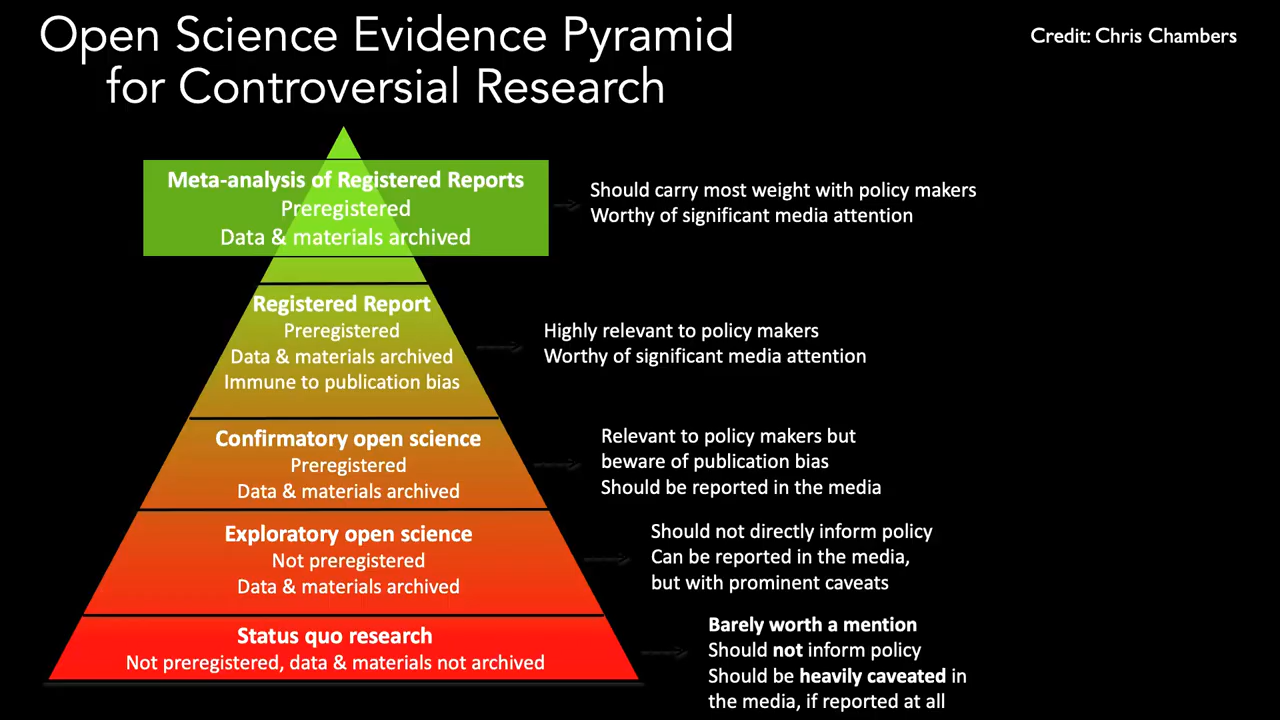 Open Science Evidence Pyramid
for Controversial Research
Credit: Chris Chambers
Meta-analysis of Registered Reports
Preregistered
Data & materials archived
Should carry most weight with policy makers
Worthy of significant media attention
Registered Report
Preregistered
Data & materials archived
Immune to publication bias
Highly relevant to policy makers
Worthy of significant media attention
Confirmatory open science
Preregistered
Data & materials archived
Relevant to policy makers but
beware of publication bias
Should be reported in the media
Exploratory open science
Not preregistered
Data & materials archived
Should not directly inform policy
Can be reported in the media,
but with prominent caveats
Status quo research
Not preregistered, data & materials not archived
Barely worth a mention
Should not inform policy
Should be heavily caveated in
the media, if reported at all